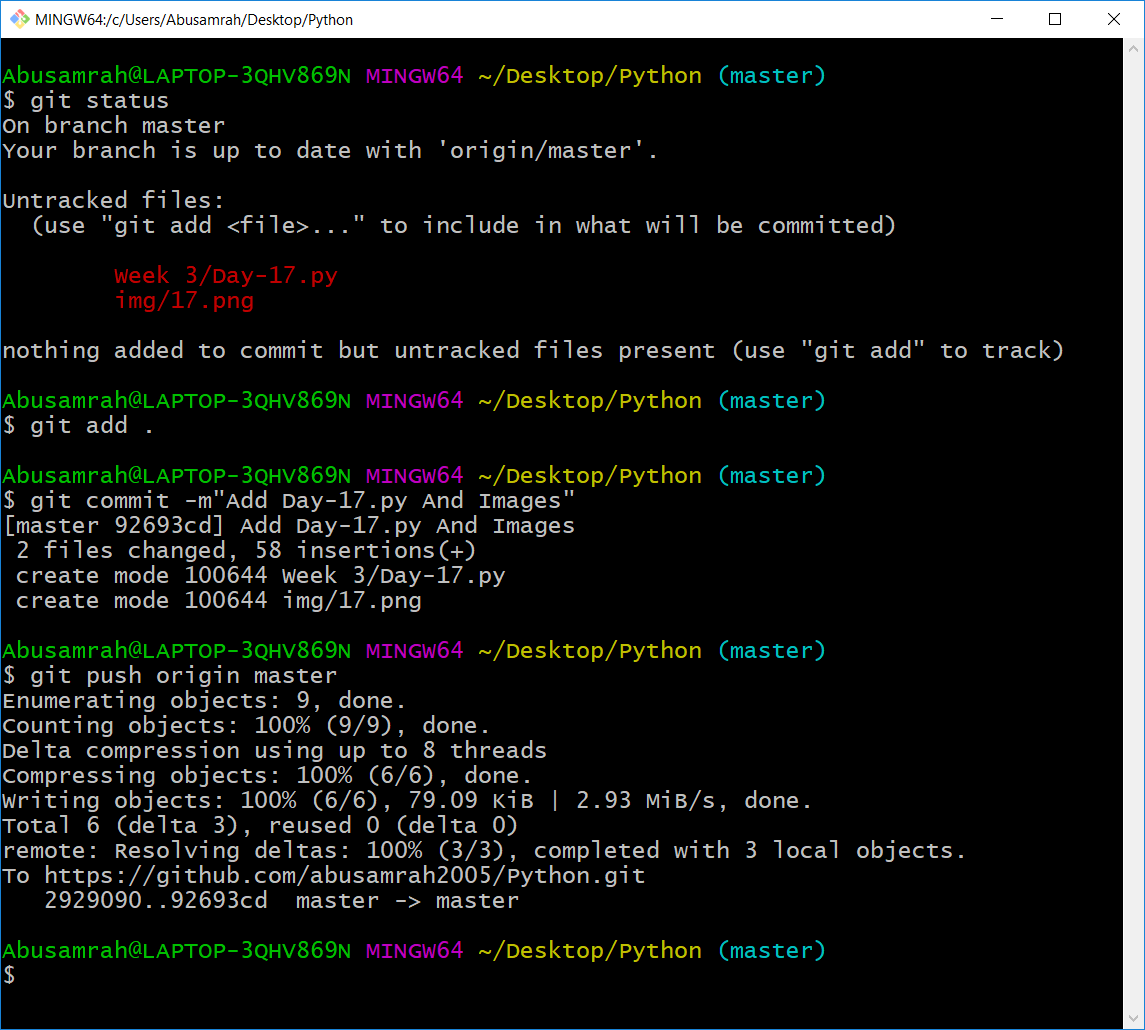 MINGW64:/c/Users/Abusamrah/Desktop/Python
Abusamrah@LAPTOP-3QHV869N MINGW64 ~/Desktop/Python (master)
$ git status
On branch master
Your branch is up to date with 'origin/master'.
Untracked files:
  (use "git add <file>..." to include in what will be committed)
        Week 3/Day-17.py
        img/17.png
nothing added to commit but untracked files present (use "git add" to track)
Abusamrah@LAPTOP-3QHV869N MINGW64 ~/Desktop/Python (master)
$ git add .
Abusamrah@LAPTOP-3QHV869N MINGW64 ~/Desktop/Python (master)
$ git commit -m"Add Day-17.py And Images"
[master 92693cd] Add Day-17.py And Images
 2 files changed, 58 insertions(+)
 create mode 100644 Week 3/Day-17.py
 create mode 100644 img/17.png
Abusamrah@LAPTOP-3QHV869N MINGW64 ~/Desktop/Python (master)
$ git push origin master
Enumerating objects: 9, done.
Counting objects: 100% (9/9), done.
Delta compression using up to 8 threads
Compressing objects: 100% (6/6), done.
Writing objects: 100% (6/6), 79.09 KiB | 2.93 MiB/s, done.
Total 6 (delta 3), reused 0 (delta 0)
remote: Resolving deltas: 100% (3/3), completed with 3 local objects.
To https://github.com/abusamrah2005/Python.git
   2929090..92693cd  master -> master
Abusamrah@LAPTOP-3QHV869N MINGW64 ~/Desktop/Python (master)
$